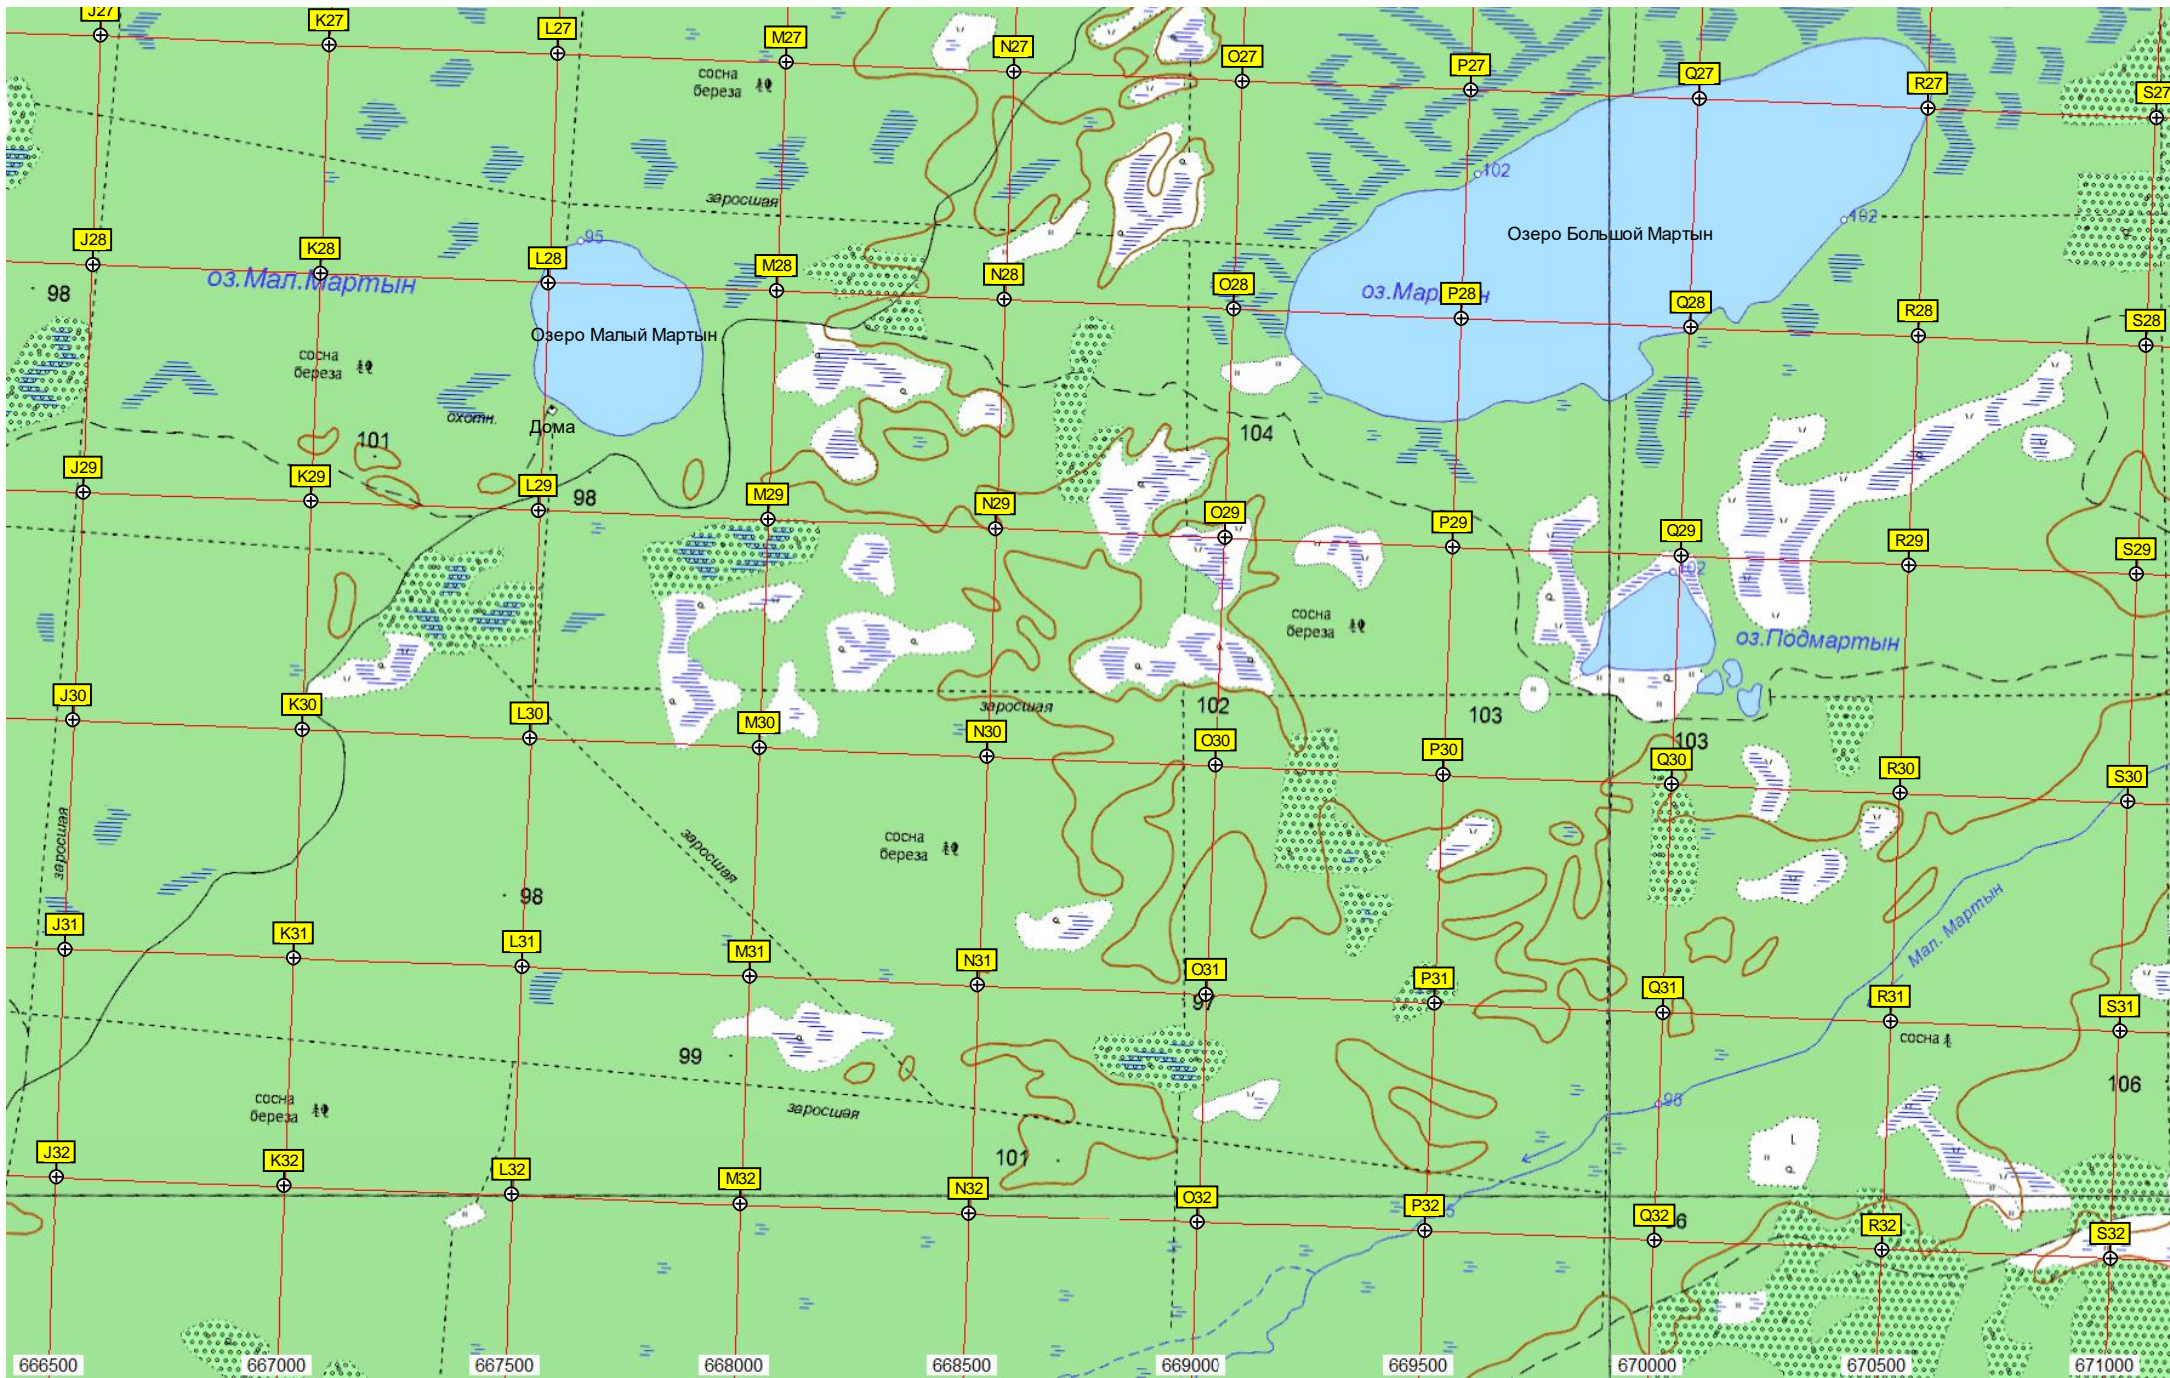 J27
K27
L27
M27
N27
O27
P27
Q27
R27
S27
сосна
береза
заросшая
102
102
Озеро Большой Мартын
J28
K28
L28
95
M28
N28
O28
P28
Q28
R28
S28
98
оз.Мал.Мартын
Озеро Малый Мартын
сосна
береза
охотн.
Дома
101
104
J29
K29
L29
98
M29
N29
O29
P29
Q29
R29
S29
102
сосна
береза
оз.Подмартын
J30
K30
L30
M30
заросшая
N30
102
O30
103
P30
103
Q30
R30
S30
заросшая
заросшая
сосна
береза
98
Мал. Мартын
J31
K31
L31
M31
N31
O31
97
P31
Q31
R31
S31
сосна
99
106
95
сосна
береза
заросшая
101
J32
K32
L32
M32
N32
O32
P32
Q32
R32
S32
666500
667000
667500
668000
668500
669000
669500
670000
670500
671000